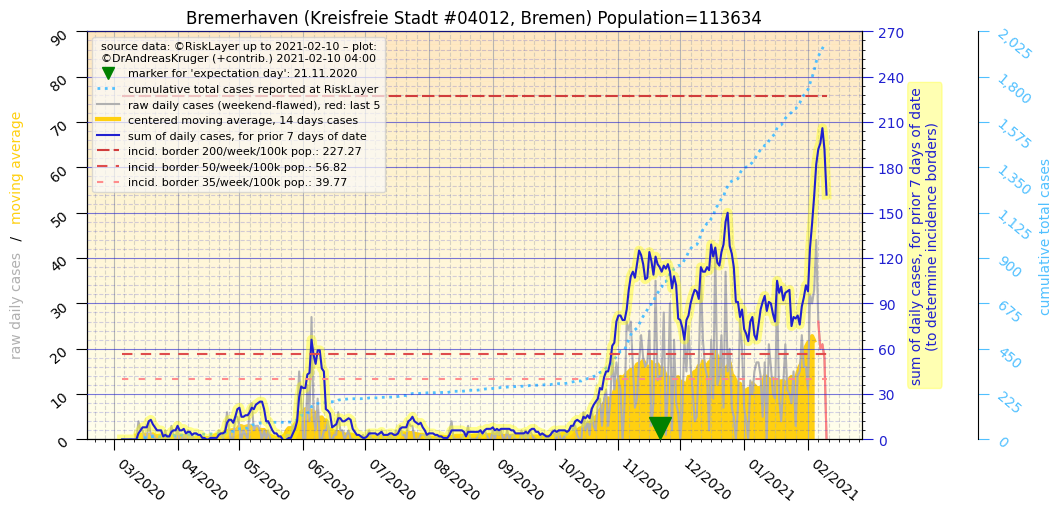 Bremerhaven (Kreisfreie Stadt #04012, Bremen) Population=113634
source data: ©RiskLayer up to 2021-02-10 – plot:
©DrAndreasKruger (+contrib.) 2021-02-10 04:00
marker for 'expectation day': 21.11.2020
cumulative total cases reported at RiskLayer
raw daily cases (weekend-flawed), red: last 5
centered moving average, 14 days cases
sum of daily cases, for prior 7 days of date
incid. border 200/week/100k pop.: 227.27
incid. border 50/week/100k pop.: 56.82
incid. border 35/week/100k pop.: 39.77
raw daily cases / moving average
90
80
70
60
50
40
30
20
10
0
03/2020
04/2020
05/2020
06/2020
07/2020
08/2020
09/2020
10/2020
11/2020
12/2020
01/2021
02/2021
270
240
210
180
150
120
90
60
30
0
sum of daily cases, for prior 7 days of date
(to determine incidence borders)
2,025
1,800
1,575
1,350
1,125
900
675
450
225
0
cumulative total cases